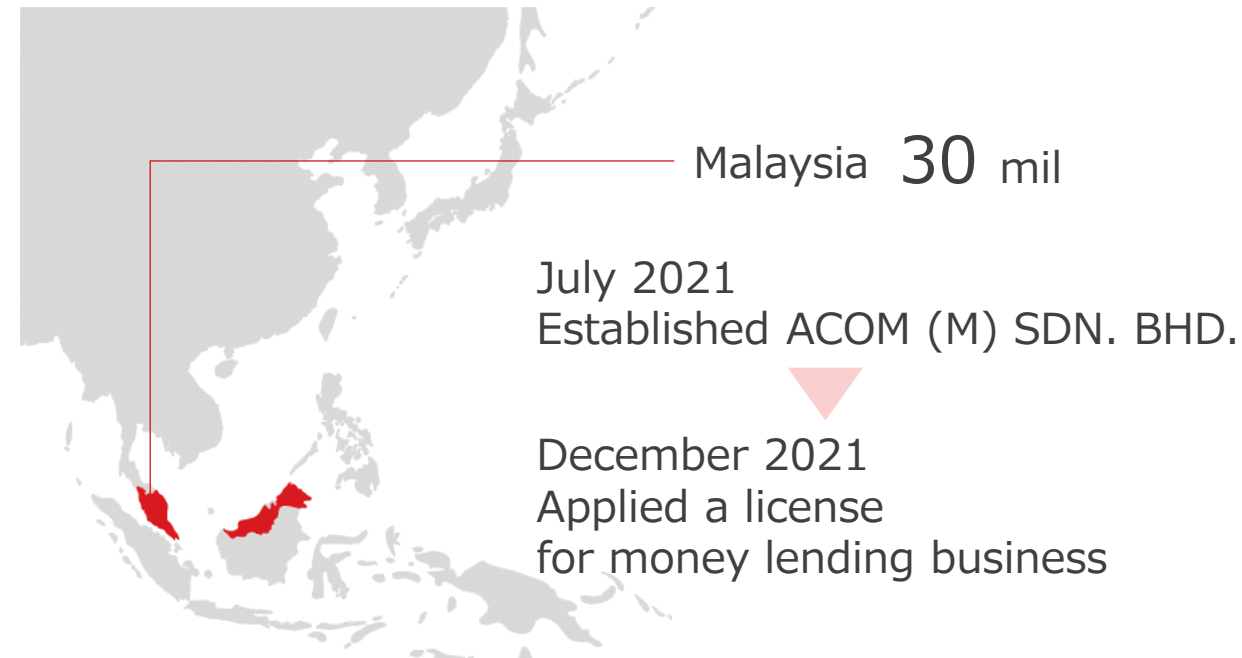 Malaysia 30 mil
July 2021
Established ACOM (M) SDN. BHD.
December 2021
Applied a license
for money lending business